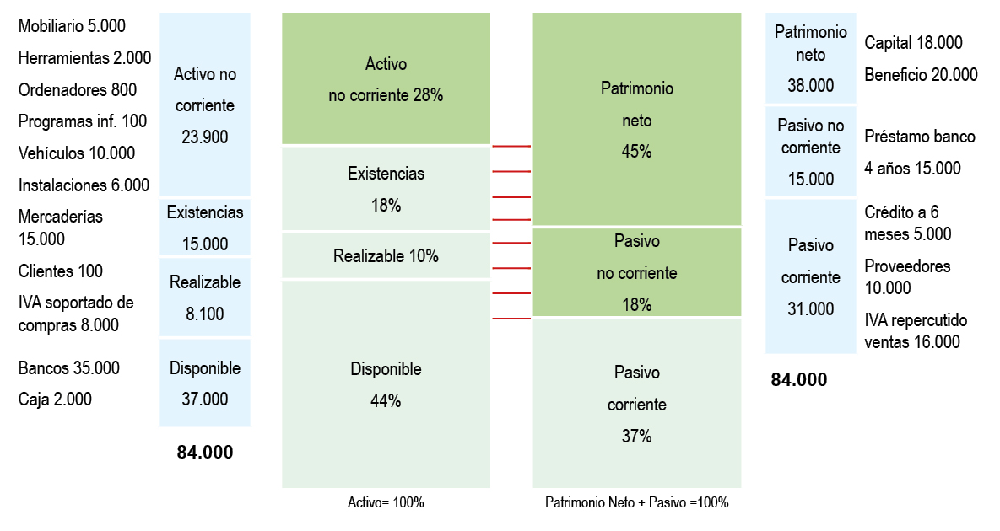 Mobiliario 5.000
Herramientas 2.000
Ordenadores 800
Programas inf. 100
Vehículos 10.000
Instalaciones 6.000
Mercaderías
15.000
Clientes 100
IVA soportado de
compras 8.000
Bancos 35.000
Caja 2.000
Activo no
corriente
23.900
Existencias
15.000
Realizable
8.100
Disponible
37.000
84.000
Activo
no corriente 28%
Existencias
18%
Realizable 10%
Disponible
44%
Activo= 100%
Patrimonio
neto
45%
Pasivo
no corriente
18%
Pasivo
corriente
37%
Patrimonio Neto + Pasivo =100%
Patrimonio
neto
38.000
Pasivo no
corriente
15.000
Pasivo
corriente
31.000
84.000
Capital 18.000
Beneficio 20.000
Préstamo banco
4 años 15.000
Crédito a 6
meses 5.000
Proveedores
10.000
IVA repercutido
ventas 16.000